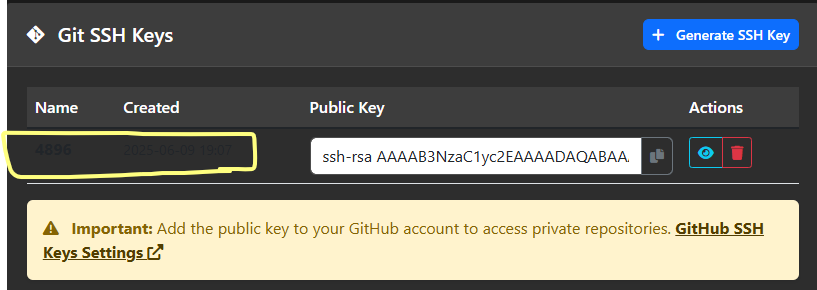 Git SSH Keys
+ Generate SSH Key
Name Created Public Key Actions
4896 2025-06-09 19:07 ssh-rsa AAAAB3NzaC1yc2EAAAADAQABAA
Important: Add the public key to your GitHub account to access private repositories. GitHub SSH
Keys Settings